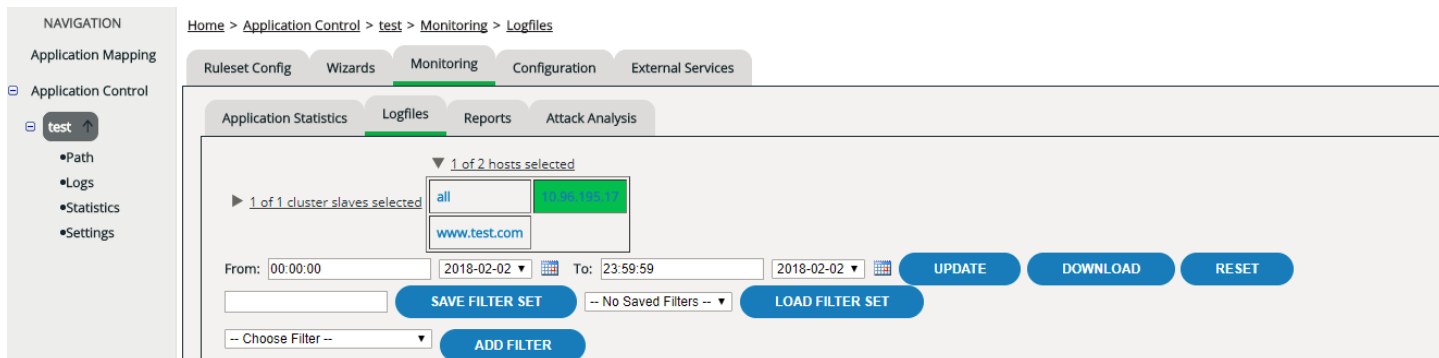 NAVIGATION
Application Mapping
Application Control
test
Path
Logs
Statistics
Settings
Home > Application Control > test > Monitoring > Logfiles
Ruleset Config Wizards Monitoring Configuration External Services
Application Statistics Logfiles Reports Attack Analysis
1 of 2 hosts selected
1 of 1 cluster slaves selected
all 10.96.195.17
www.test.com
From: 00:00:00 2018-02-02 To: 23:59:59 2018-02-02 UPDATE DOWNLOAD RESET
SAVE FILTER SET -- No Saved Filters -- LOAD FILTER SET
-- Choose Filter -- ADD FILTER